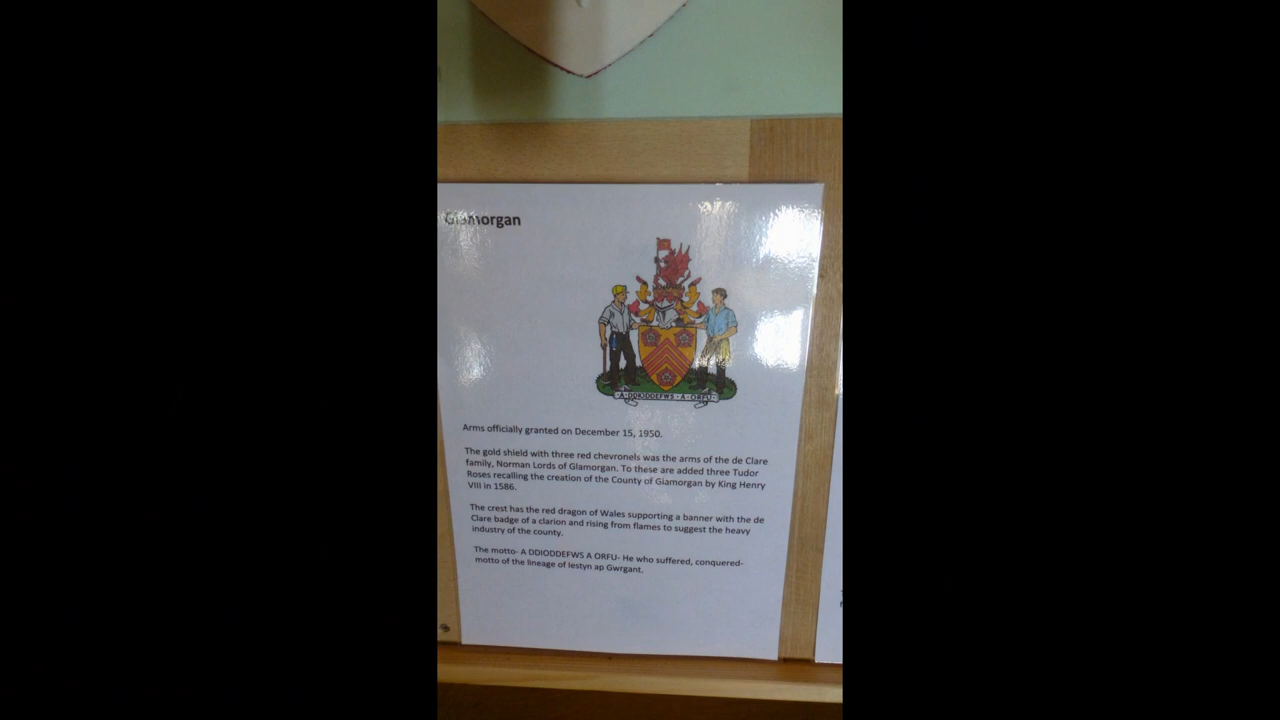 Glamorgan
A DDIODDEFWS · A · ORFU
Arms officially granted on December 15, 1950.
The gold shield with three red chevronels was the arms of the de Clare
family, Norman Lords of Glamorgan. To these are added three Tudor
Roses recalling the creation of the County of Glamorgan by King Henry
VIII in 1586.
The crest has the red dragon of Wales supporting a banner with the de
Clare badge of a clarion and rising from flames to suggest the heavy
industry of the county.
The motto- A DDIODDEFWS A ORFU- He who suffered, conquered-
motto of the lineage of Iestyn ap Gwrgant.